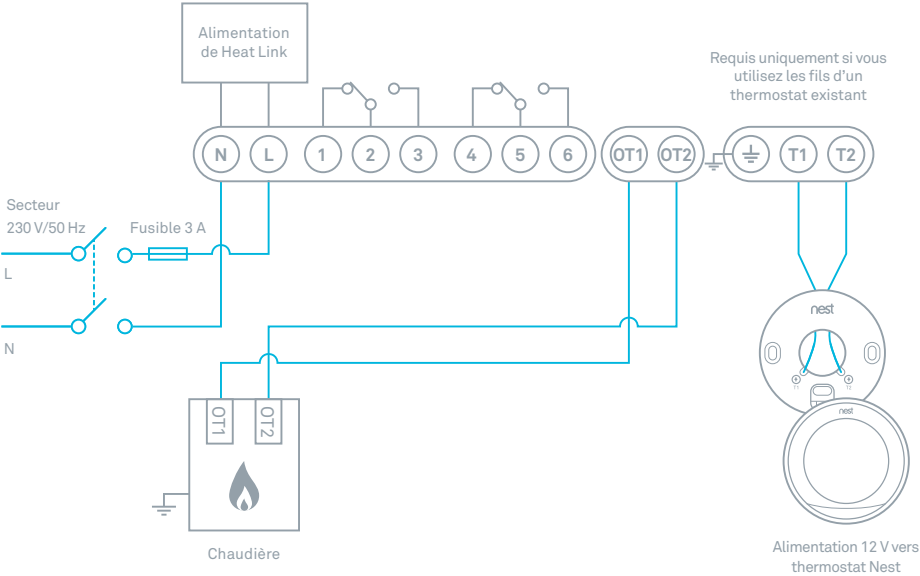 Alimentation
de Heat Link
Requis uniquement si vous
utilisez les fils d'un
thermostat existant
N L 1 2 3 4 5 6 OT1 OT2 T1 T2
Secteur
230 V/50 Hz
Fusible 3 A
L
N
nest
T1 T2
nest
OT1 OT2
Chaudière
Alimentation 12 V vers
thermostat Nest